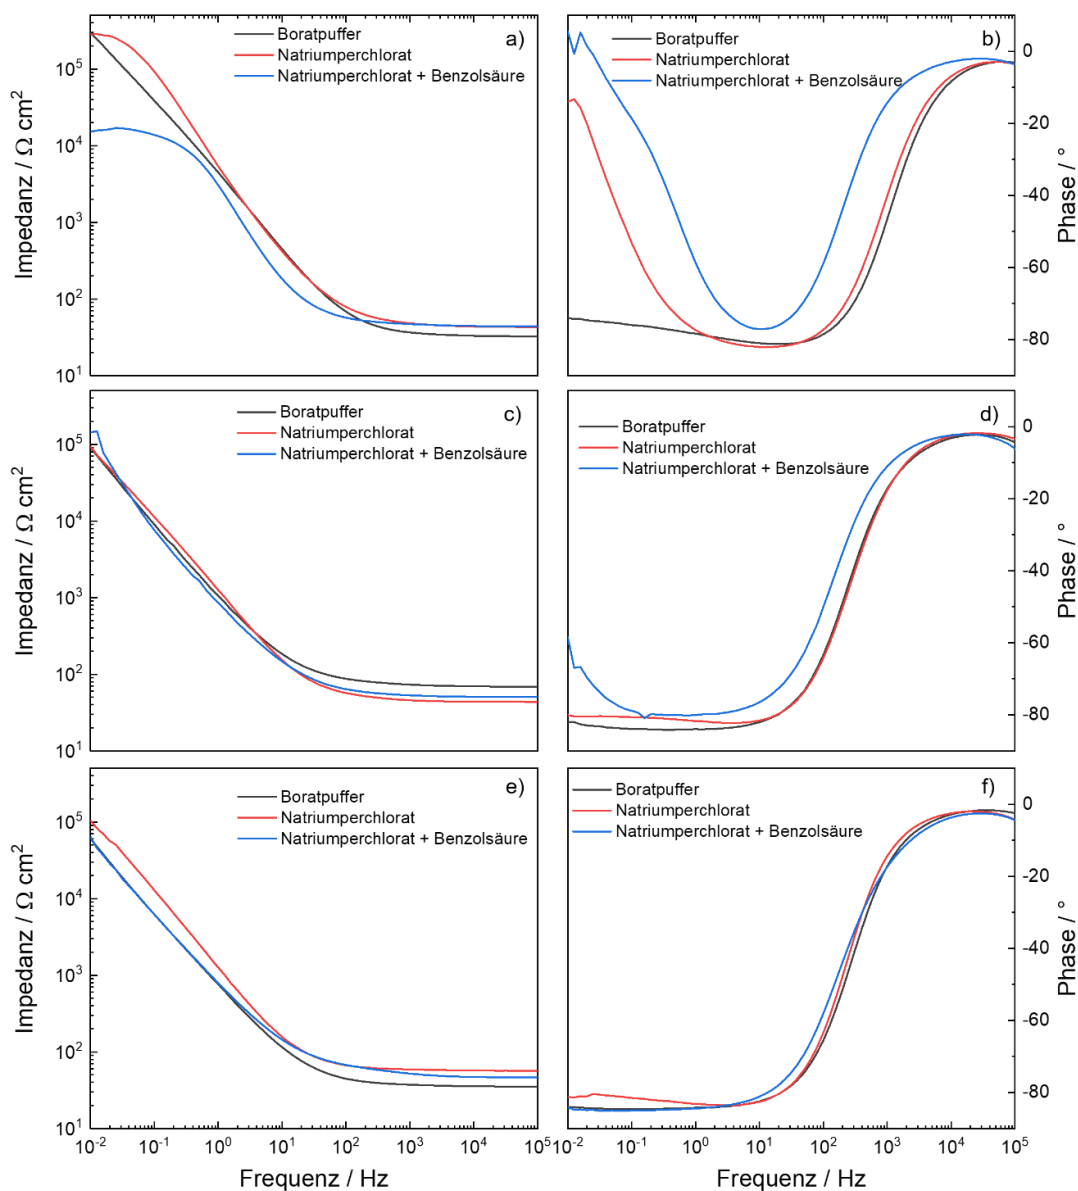 Boratpuffer
Natriumperchlorat
Natriumperchlorat + Benzolsäure
a)
10⁵
10⁴
10³
10²
10¹
Impedanz / Ω cm²
Boratpuffer
Natriumperchlorat
Natriumperchlorat + Benzolsäure
b)
0
-20
-40
-60
-80
Phase / °
Boratpuffer
Natriumperchlorat
Natriumperchlorat + Benzolsäure
c)
10⁵
10⁴
10³
10²
10¹
Impedanz / Ω cm²
Boratpuffer
Natriumperchlorat
Natriumperchlorat + Benzolsäure
d)
0
-20
-40
-60
-80
Phase / °
Boratpuffer
Natriumperchlorat
Natriumperchlorat + Benzolsäure
e)
10⁵
10⁴
10³
10²
10¹
Impedanz / Ω cm²
10⁻² 10⁻¹ 10⁰ 10¹ 10² 10³ 10⁴ 10⁵
Frequenz / Hz
Boratpuffer
Natriumperchlorat
Natriumperchlorat + Benzolsäure
f)
0
-20
-40
-60
-80
Phase / °
10⁻² 10⁻¹ 10⁰ 10¹ 10² 10³ 10⁴ 10⁵
Frequenz / Hz